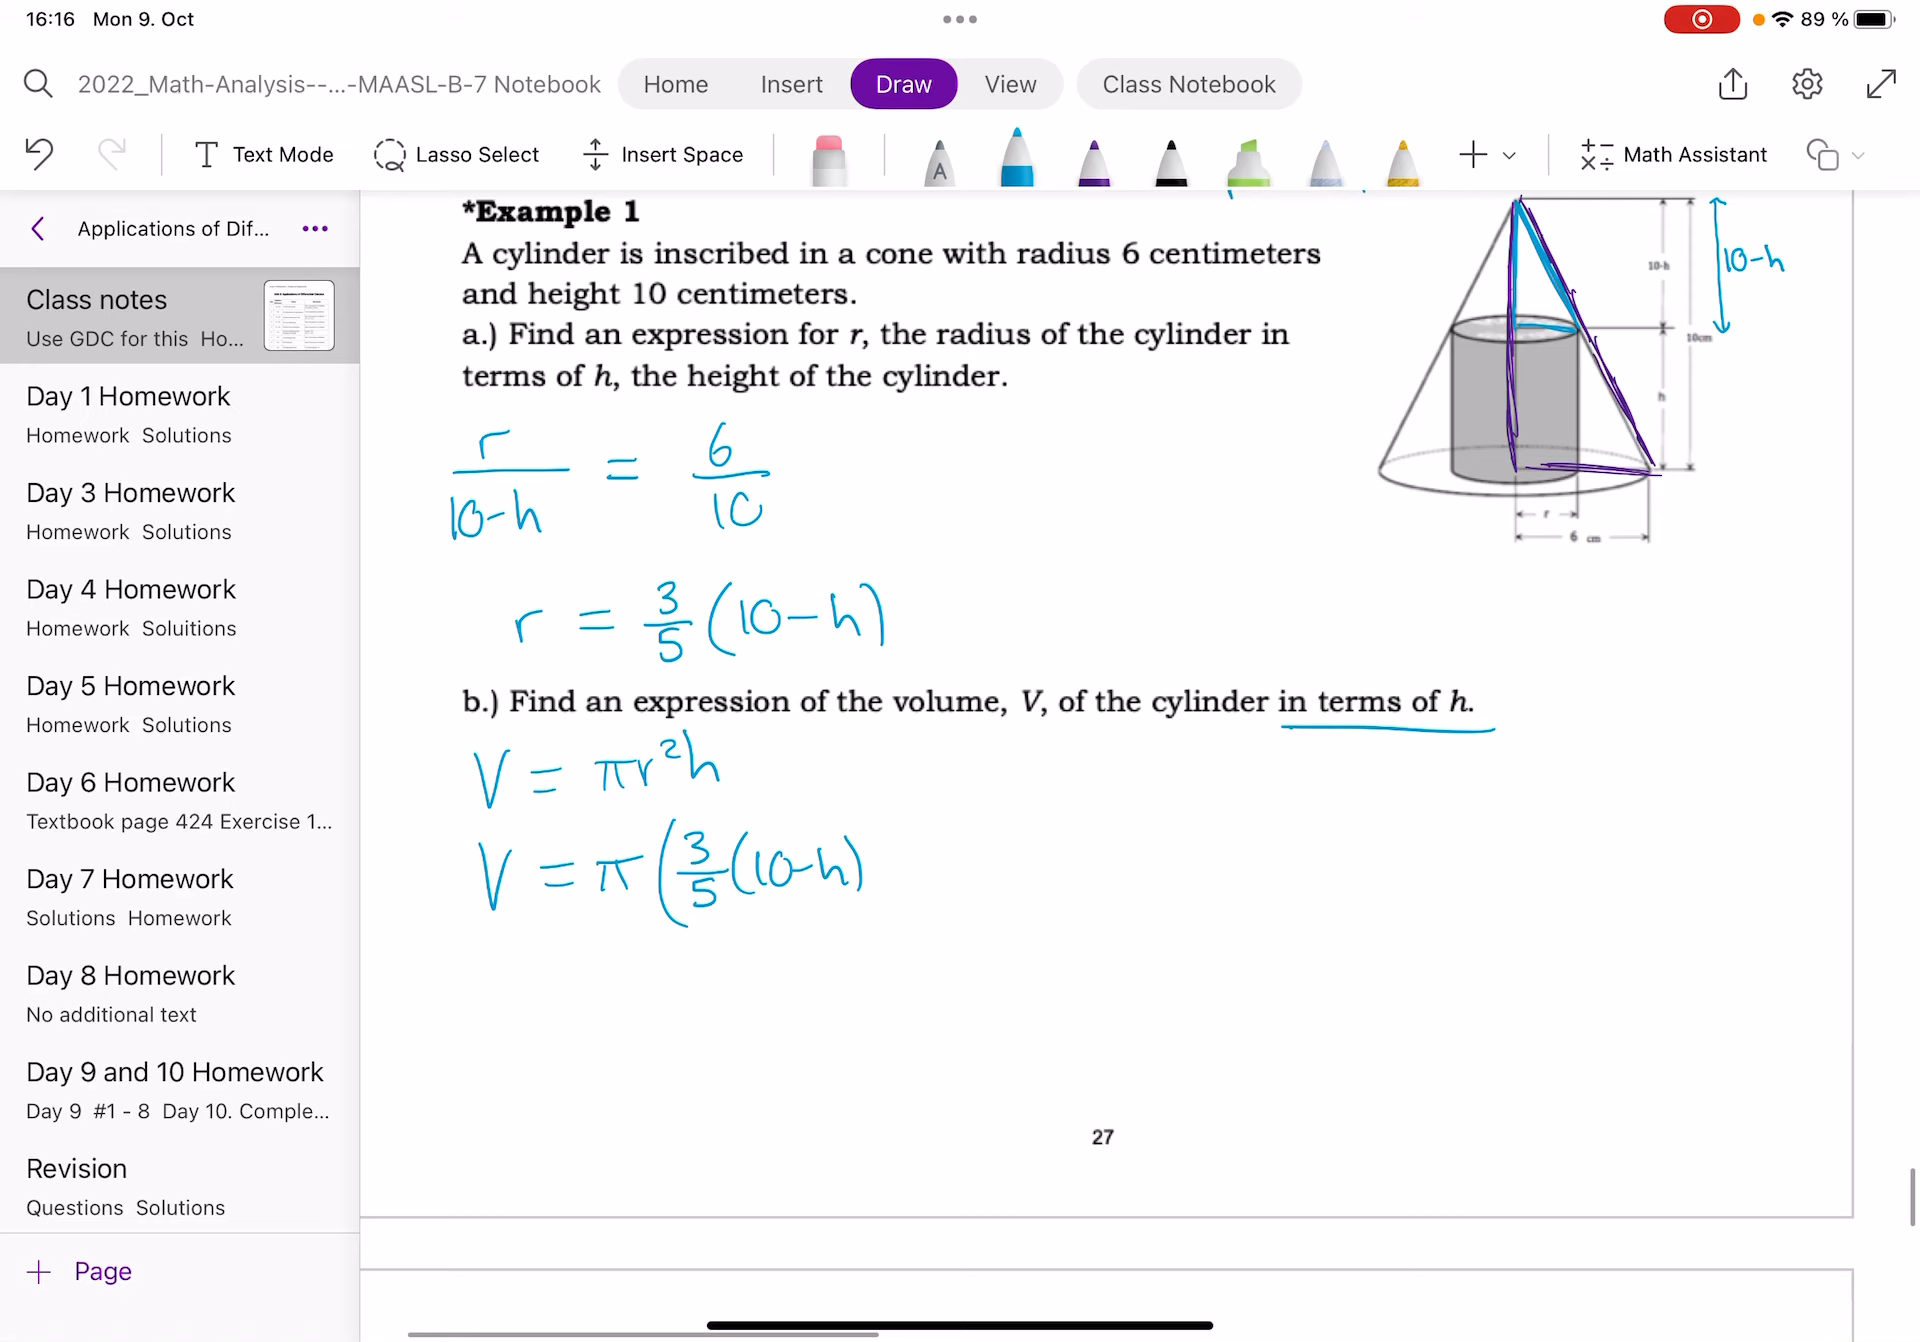 16:16 Mon 9. Oct
89 %
2022_Math-Analysis--...-MAASL-B-7 Notebook
Home Insert Draw View Class Notebook
Text Mode Lasso Select Insert Space A Math Assistant
Applications of Dif...
Class notes
Use GDC for this Ho...
Day 1 Homework
Homework Solutions
Day 3 Homework
Homework Solutions
Day 4 Homework
Homework Soluitions
Day 5 Homework
Homework Solutions
Day 6 Homework
Textbook page 424 Exercise 1...
Day 7 Homework
Solutions Homework
Day 8 Homework
No additional text
Day 9 and 10 Homework
Day 9 #1 - 8 Day 10. Comple...
Revision
Questions Solutions
+ Page
*Example 1
A cylinder is inscribed in a cone with radius 6 centimeters
and height 10 centimeters.
a.) Find an expression for r, the radius of the cylinder in
terms of h, the height of the cylinder.
10-h
10-h
10cm
h
r
6 cm
r/(10-h) = 6/10
r = 3/5 (10-h)
b.) Find an expression of the volume, V, of the cylinder in terms of h.
V = πr²h
V = π(3/5(10-h)
27